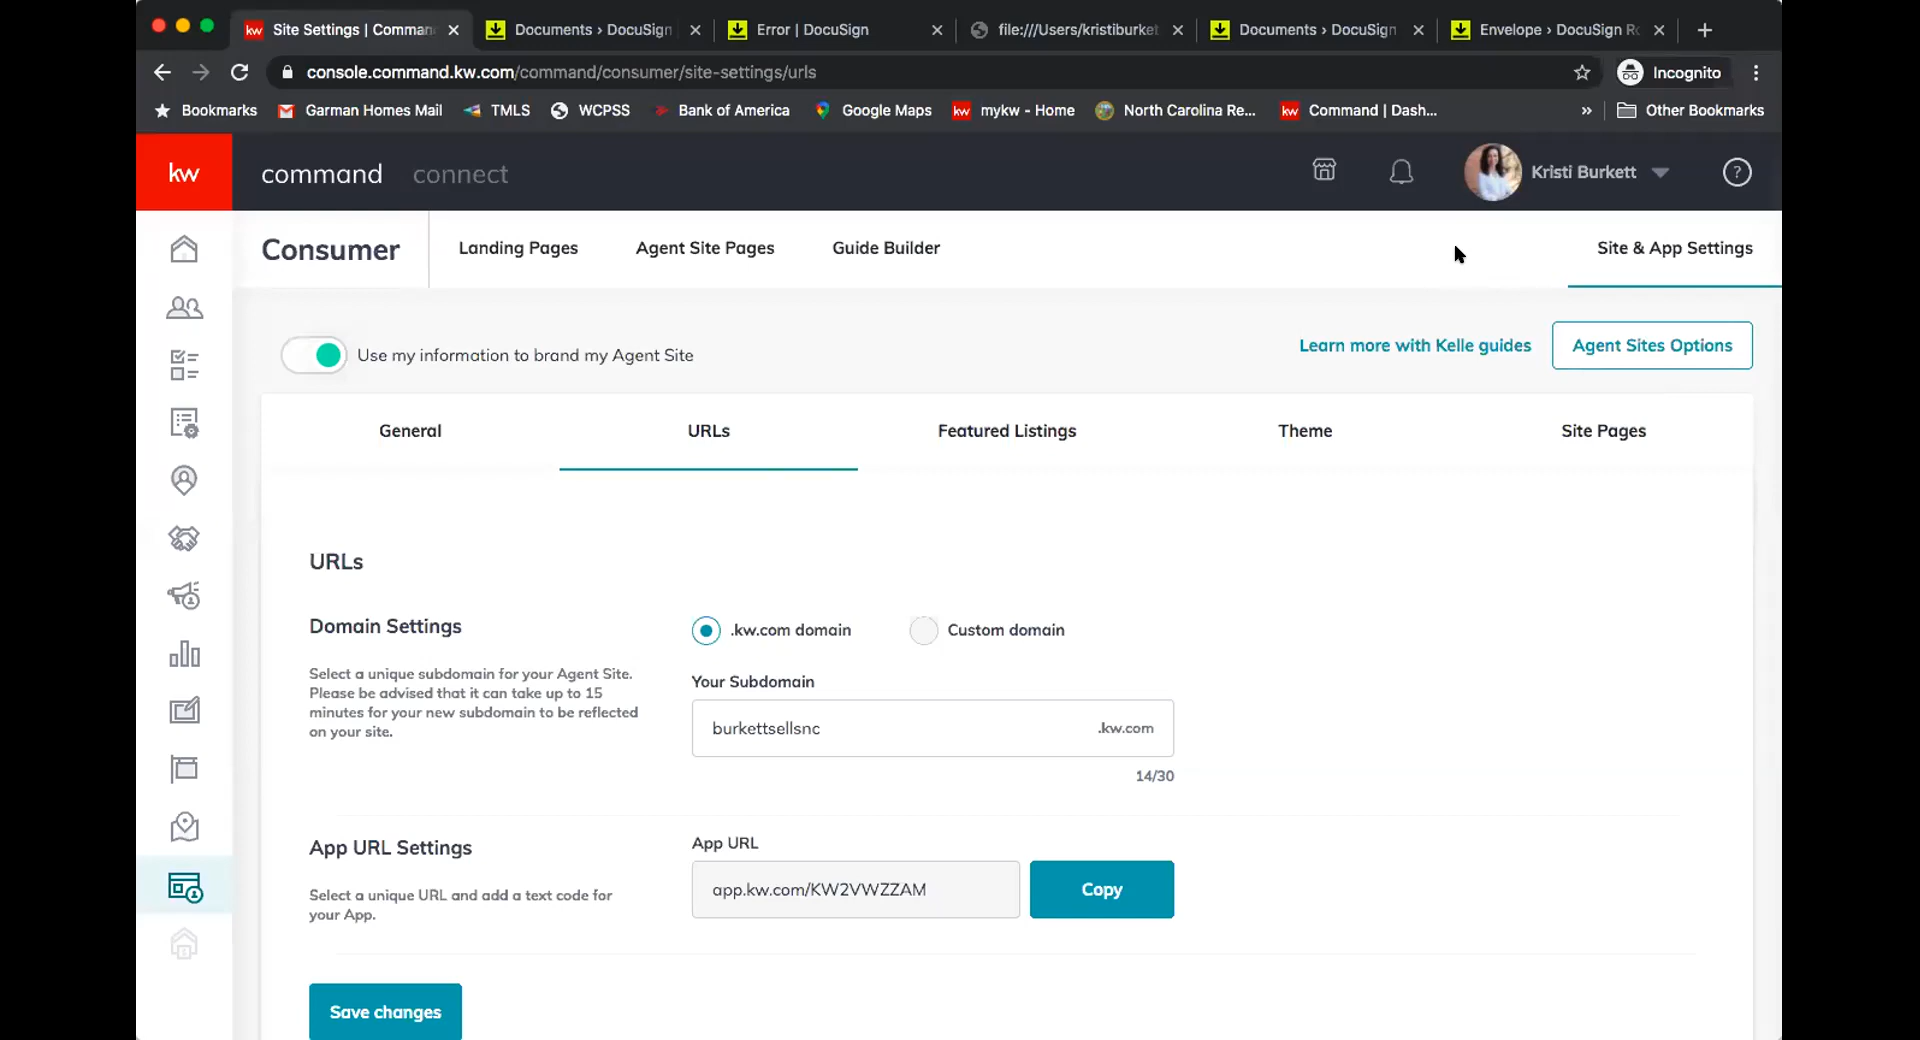 kw Site Settings | Comman
Documents › DocuSign
Error | DocuSign
file:///Users/kristiburket
Documents › DocuSign
Envelope › DocuSign Ro
console.command.kw.com/command/consumer/site-settings/urls
Incognito
Bookmarks
Garman Homes Mail
TMLS
WCPSS
Bank of America
Google Maps
kw mykw - Home
North Carolina Re...
kw Command | Dash...
»
Other Bookmarks
kw
command
connect
Kristi Burkett
?
Consumer
Landing Pages
Agent Site Pages
Guide Builder
Site & App Settings
Use my information to brand my Agent Site
Learn more with Kelle guides
Agent Sites Options
General
URLs
Featured Listings
Theme
Site Pages
URLs
Domain Settings
Select a unique subdomain for your Agent Site.
Please be advised that it can take up to 15
minutes for your new subdomain to be reflected
on your site.
.kw.com domain
Custom domain
Your Subdomain
burkettsellsnc
.kw.com
14/30
App URL Settings
Select a unique URL and add a text code for
your App.
App URL
app.kw.com/KW2VWZZAM
Copy
Save changes